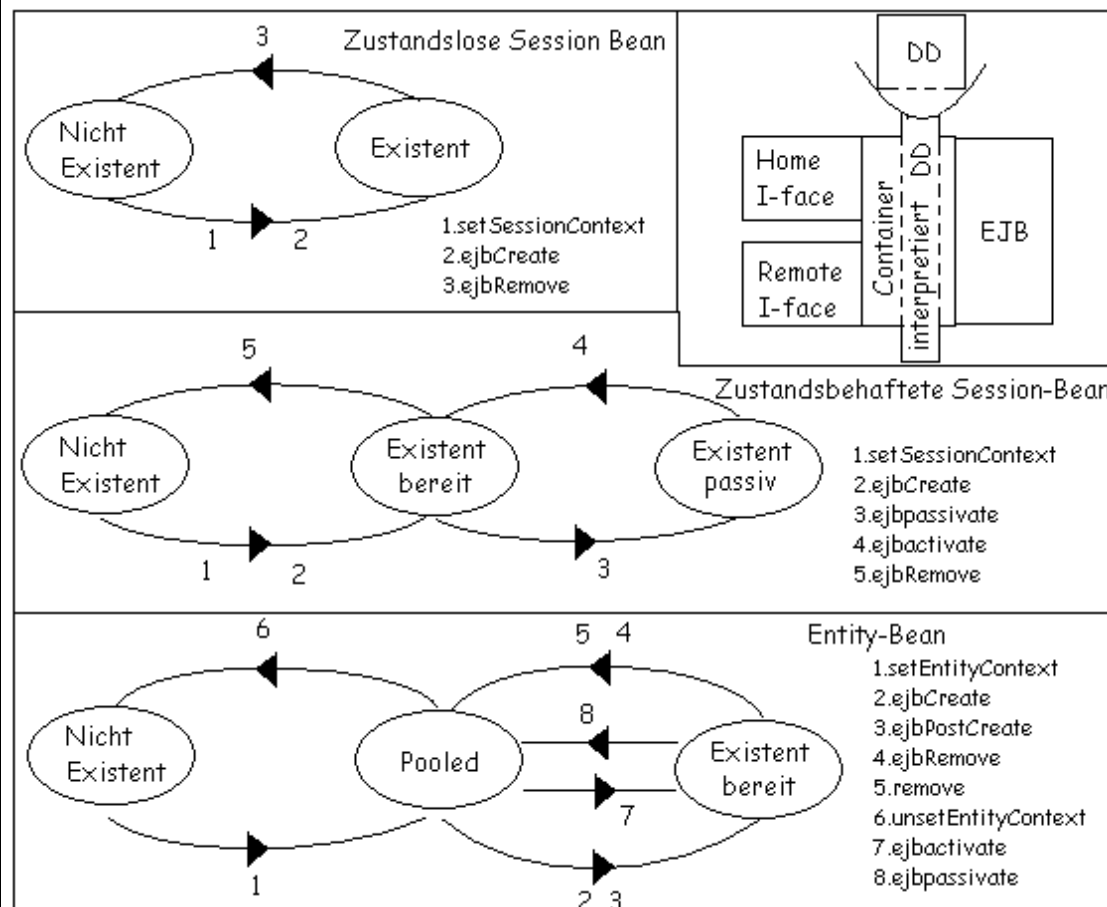 3
Zustandslose Session Bean
Nicht
Existent
Existent
1
2
1.setSessionContext
2.ejbCreate
3.ejbRemove
DD
Home
I-face
Remote
I-face
Container
interpretiert DD
EJB
5
4
Zustandsbehaftete Session-Bean
Nicht
Existent
Existent
bereit
Existent
passiv
1
2
3
1.setSessionContext
2.ejbCreate
3.ejbpassivate
4.ejbactivate
5.ejbRemove
6
5 4
Entity-Bean
Nicht
Existent
Pooled
8
7
Existent
bereit
1
2 3
1.setEntityContext
2.ejbCreate
3.ejbPostCreate
4.ejbRemove
5.remove
6.unsetEntityContext
7.ejbactivate
8.ejbpassivate